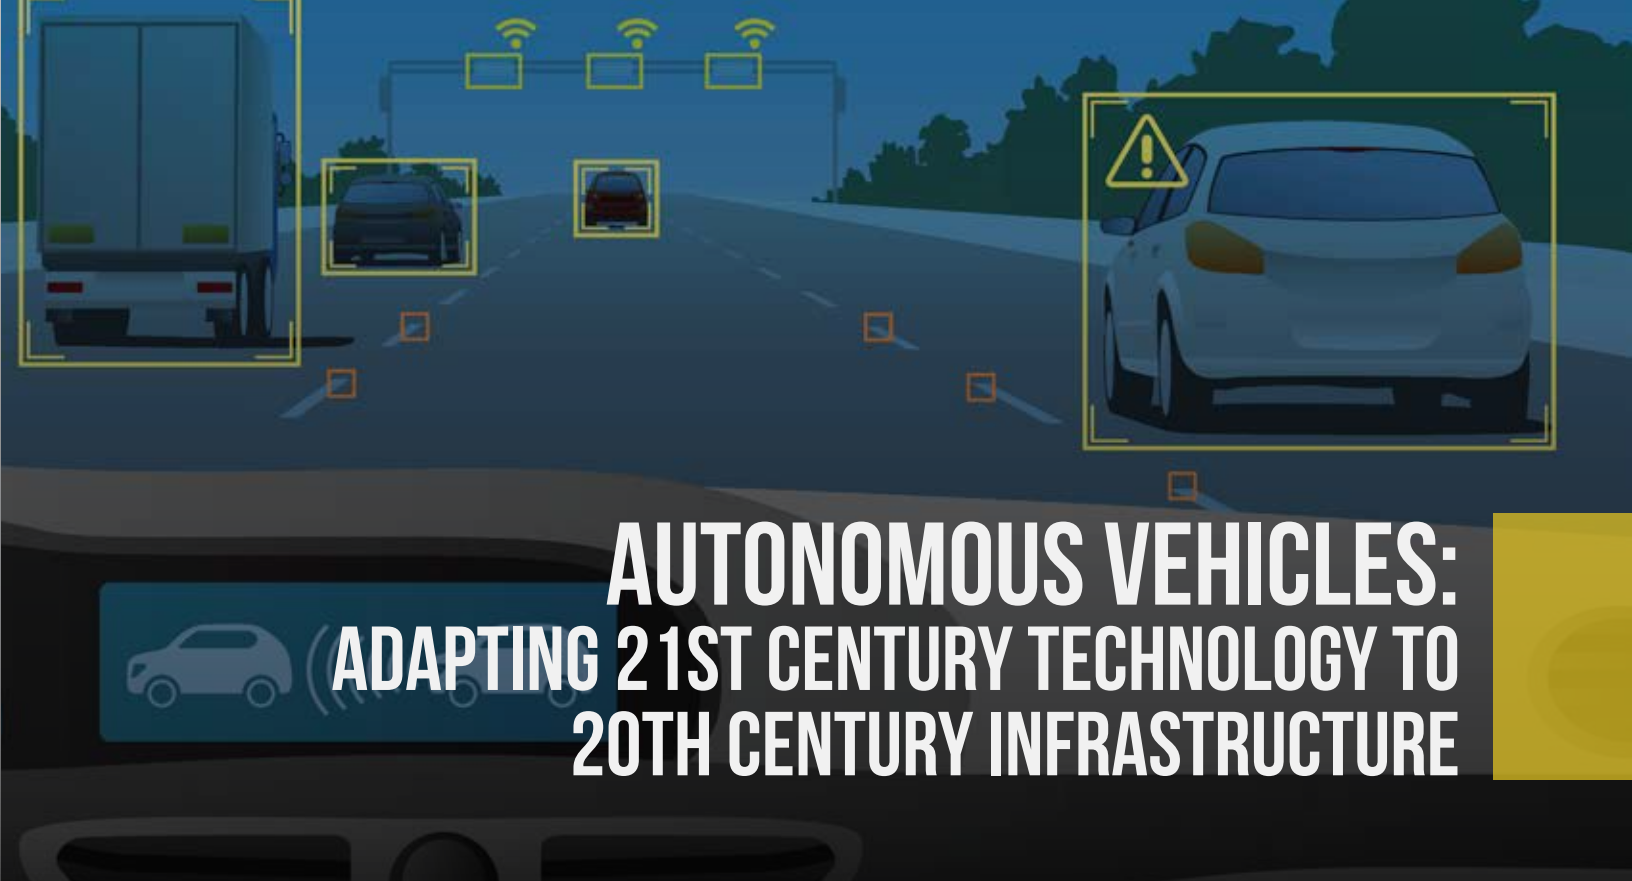 AUTONOMOUS VEHICLES:
ADAPTING 21ST CENTURY TECHNOLOGY TO
20TH CENTURY INFRASTRUCTURE